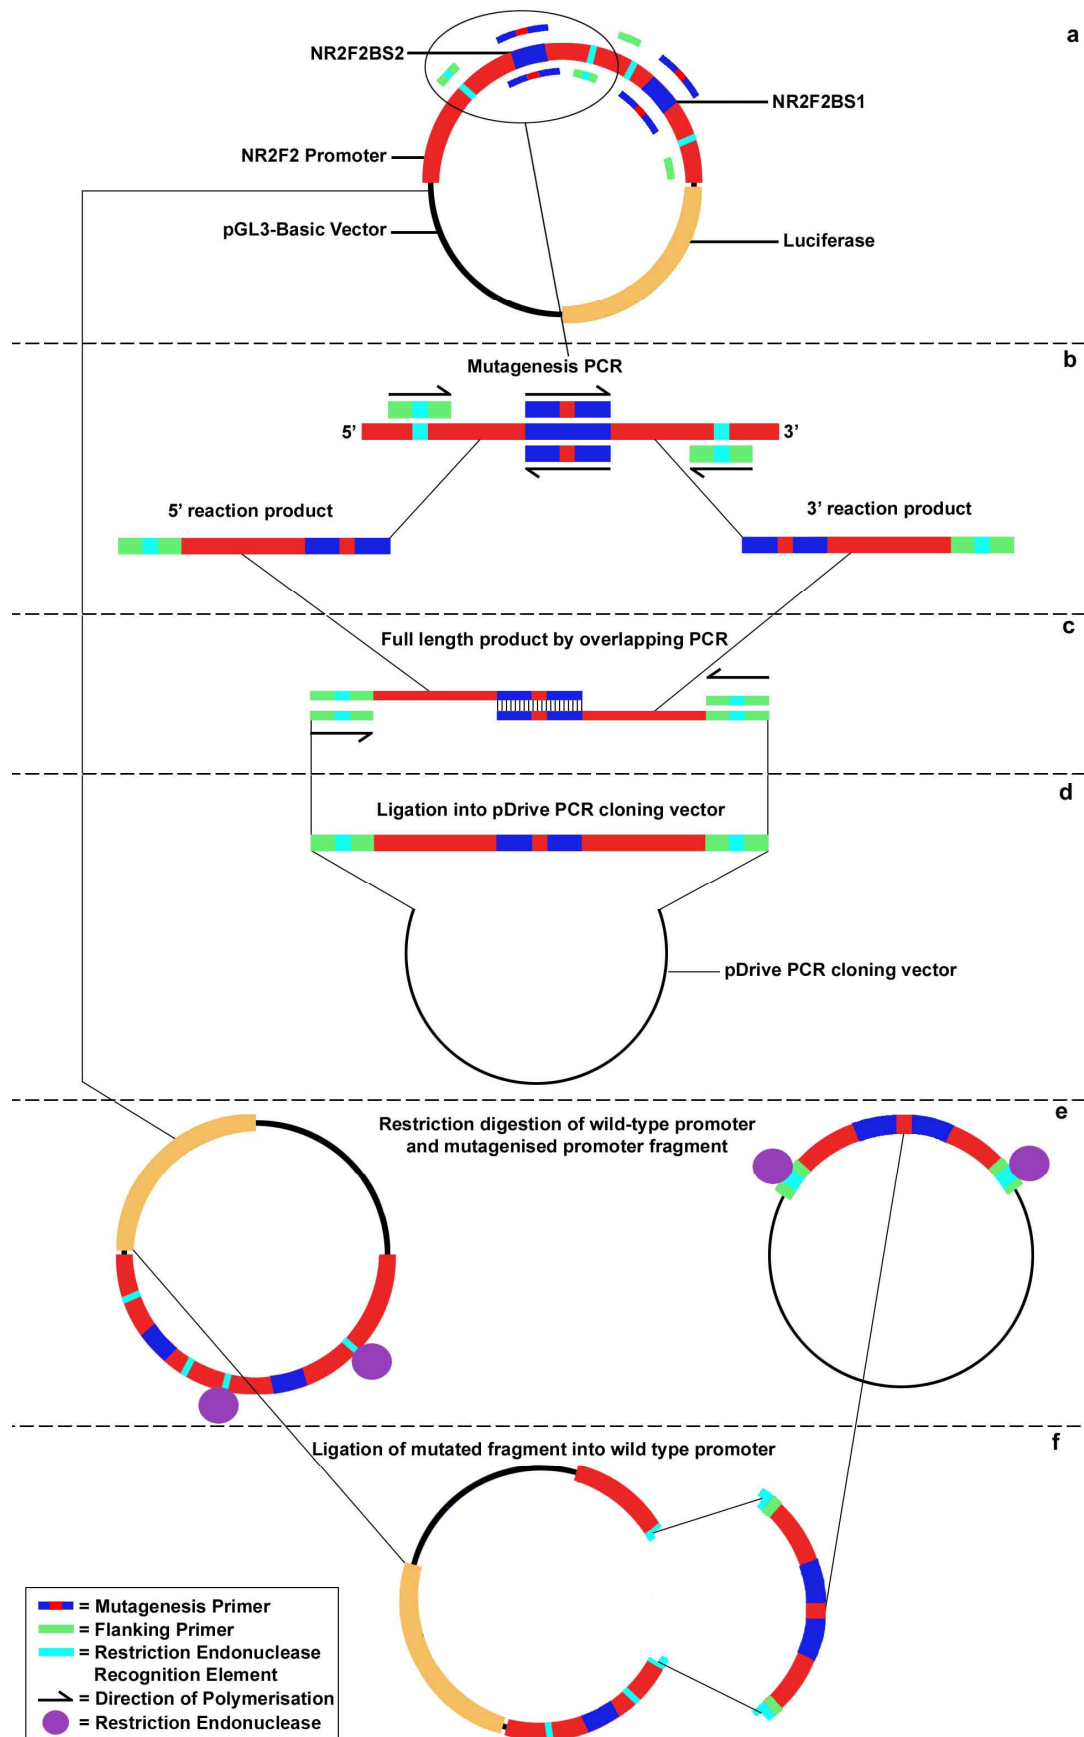 a
NR2F2BS2
NR2F2BS1
NR2F2 Promoter
pGL3-Basic Vector
Luciferase
b
Mutagenesis PCR
5’
3’
5’ reaction product
3’ reaction product
c
Full length product by overlapping PCR
d
Ligation into pDrive PCR cloning vector
pDrive PCR cloning vector
e
Restriction digestion of wild-type promoter
and mutagenised promoter fragment
f
Ligation of mutated fragment into wild type promoter
= Mutagenesis Primer
= Flanking Primer
= Restriction Endonuclease
Recognition Element
= Direction of Polymerisation
= Restriction Endonuclease